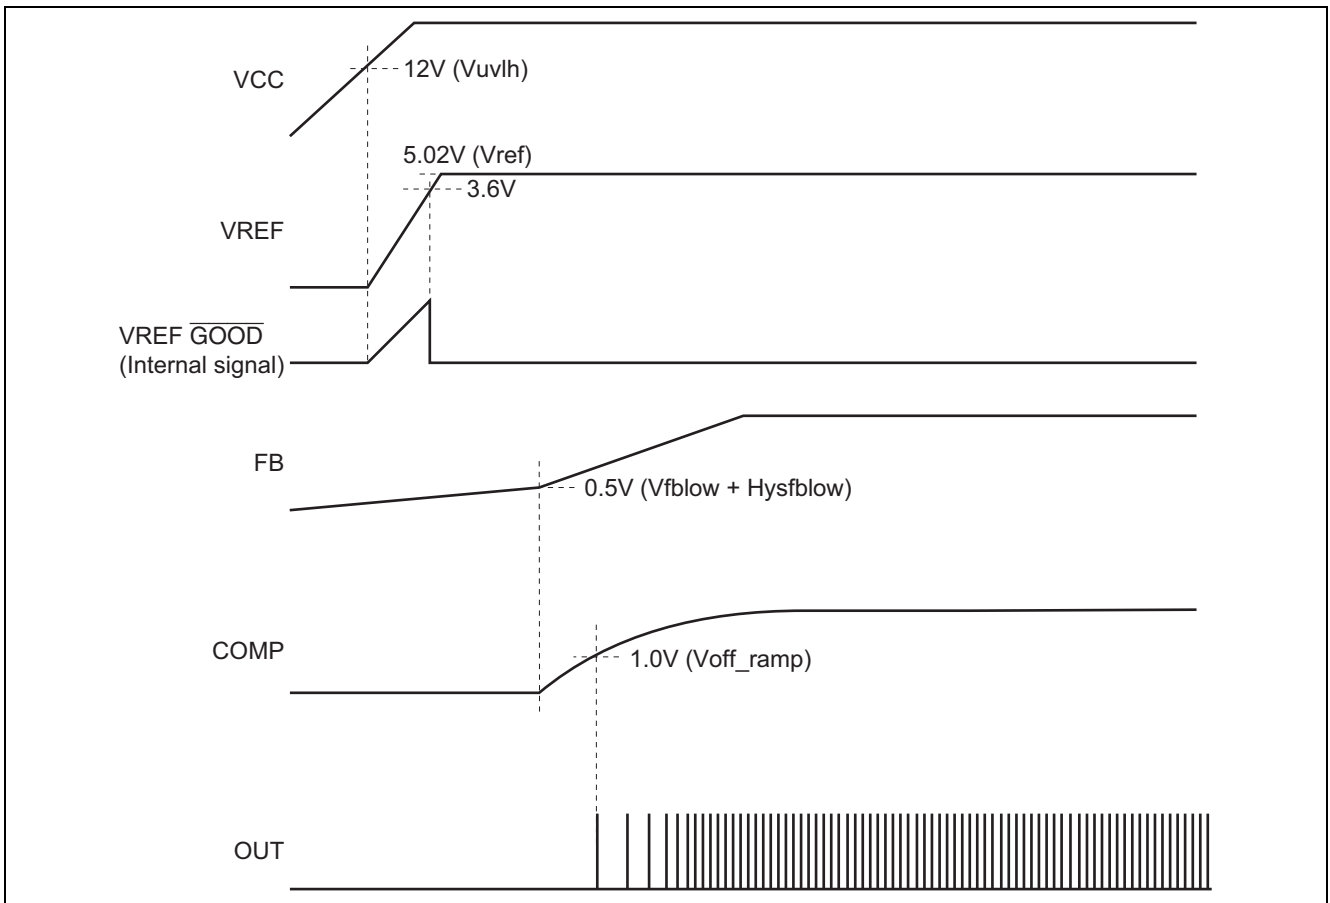 VCC
12V (Vuvlh)
5.02V (Vref)
3.6V
VREF
VREF GOOD
(Internal signal)
FB
0.5V (Vfblow + Hysfblow)
COMP
1.0V (Voff_ramp)
OUT